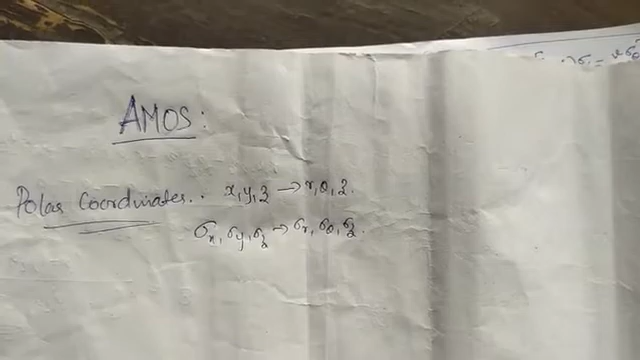 AMOS:
Polar Coordinates.. x, y, z → r, θ, z.
σx, σy, σz → σr, σθ, σz.